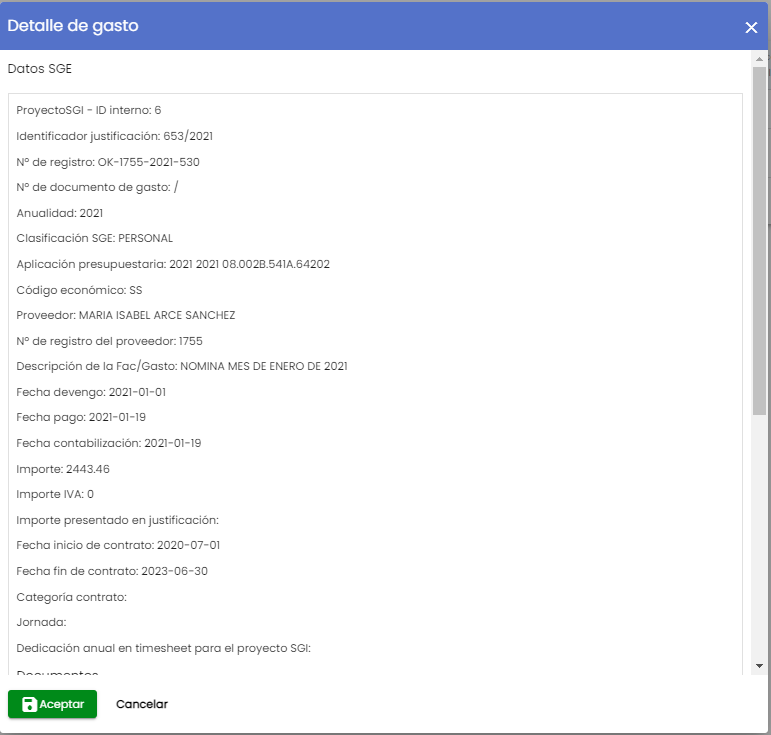 Detalle de gasto
Datos SGE
ProyectoSGI - ID interno: 6
Identificador justificación: 653/2021
Nº de registro: OK-1755-2021-530
Nº de documento de gasto: /
Anualidad: 2021
Clasificación SGE: PERSONAL
Aplicación presupuestaria: 2021 2021 08.002B.541A.64202
Código económico: SS
Proveedor: MARIA ISABEL ARCE SANCHEZ
Nº de registro del proveedor: 1755
Descripción de la Fac/Gasto: NOMINA MES DE ENERO DE 2021
Fecha devengo: 2021-01-01
Fecha pago: 2021-01-19
Fecha contabilización: 2021-01-19
Importe: 2443.46
Importe IVA: 0
Importe presentado en justificación:
Fecha inicio de contrato: 2020-07-01
Fecha fin de contrato: 2023-06-30
Categoría contrato:
Jornada:
Dedicación anual en timesheet para el proyecto SGI:
Documentos
Aceptar Cancelar